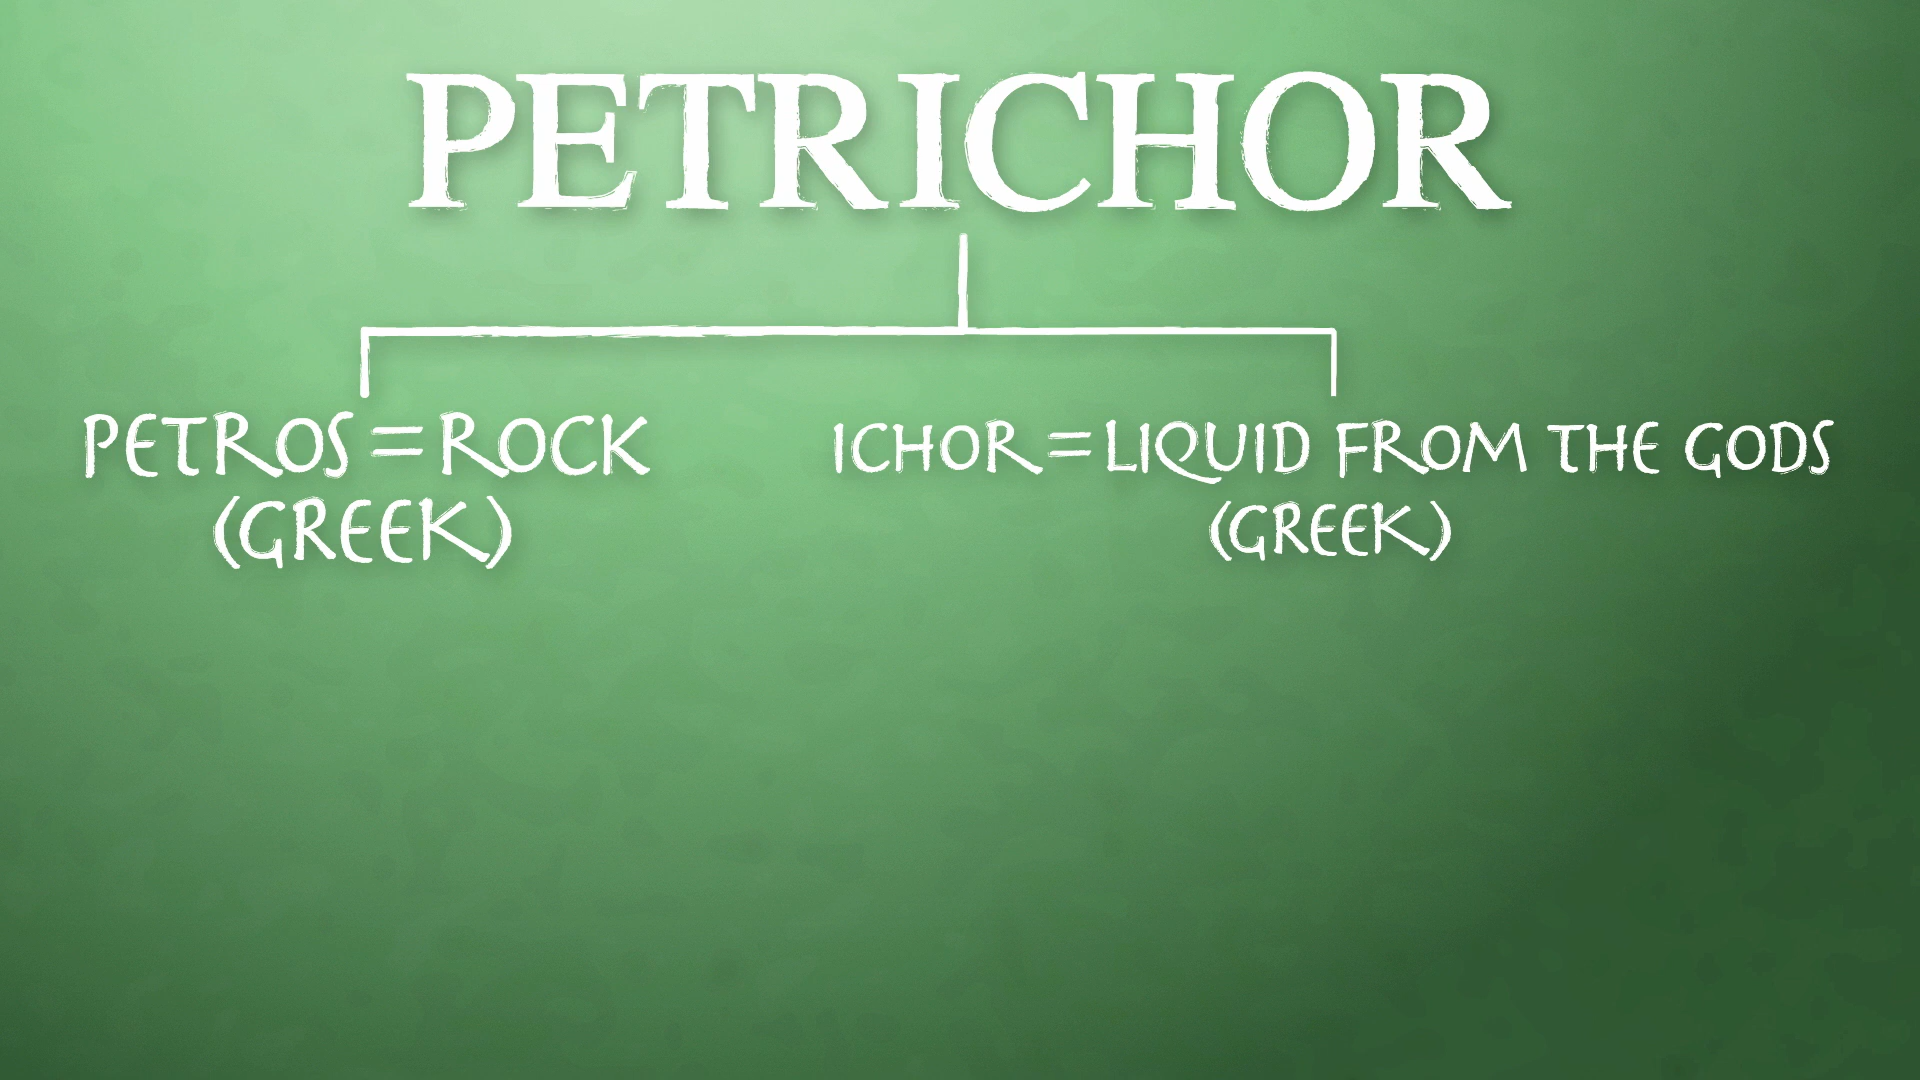 PETRICHOR
PETROS=ROCK
(GREEK)
ICHOR=LIQUID FROM THE GODS
(GREEK)